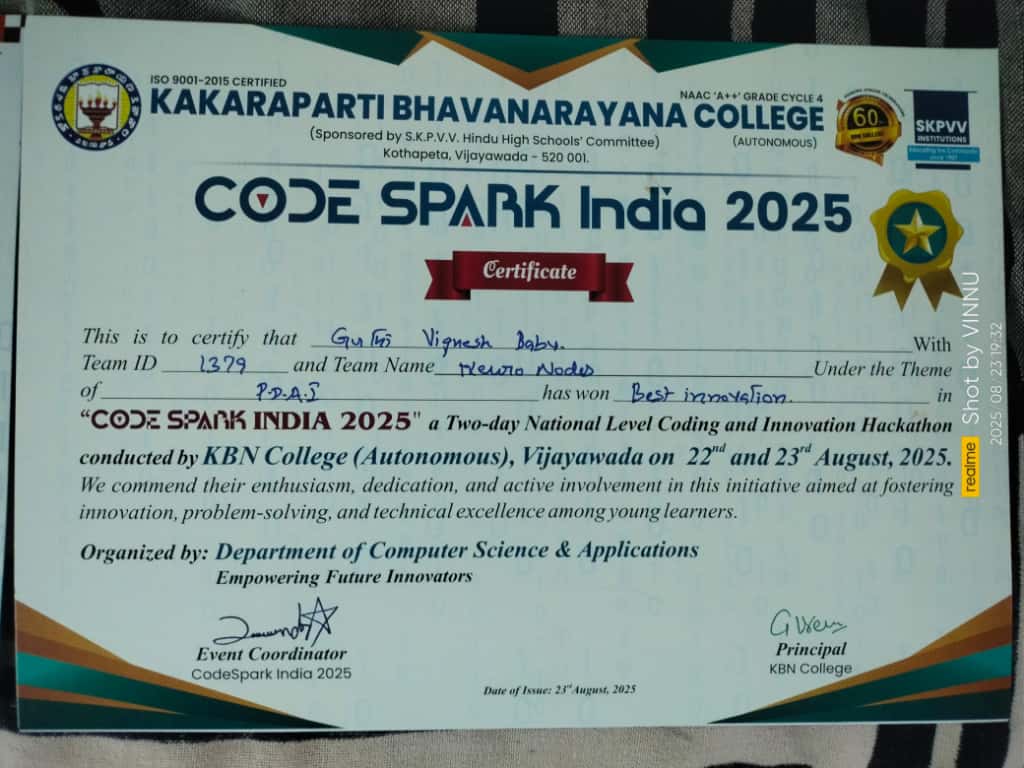 ISO 9001-2015 CERTIFIED
NAAC 'A++' GRADE CYCLE 4
KAKARAPARTI BHAVANARAYANA COLLEGE
(Sponsored by S.K.P.V.V. Hindu High Schools' Committee)
(AUTONOMOUS)
Kothapeta, Vijayawada - 520 001.
60
KBN COLLEGE
SKPVV
INSTITUTIONS
CODE SPARK India 2025
Certificate
This is to certify that Vignesh Baby. With
Team ID 1379 and Team Name Neuro Nodes Under the Theme
of P.D.A.I has won Best innovation. in
"CODE SPARK INDIA 2025" a Two-day National Level Coding and Innovation Hackathon
conducted by KBN College (Autonomous), Vijayawada on 22nd and 23rd August, 2025.
We commend their enthusiasm, dedication, and active involvement in this initiative aimed at fostering
innovation, problem-solving, and technical excellence among young learners.
Organized by: Department of Computer Science & Applications
Empowering Future Innovators
Event Coordinator
CodeSpark India 2025
Principal
KBN College
Date of Issue: 23rd August, 2025
realme Shot by VINNU
2025 08 23 19:32